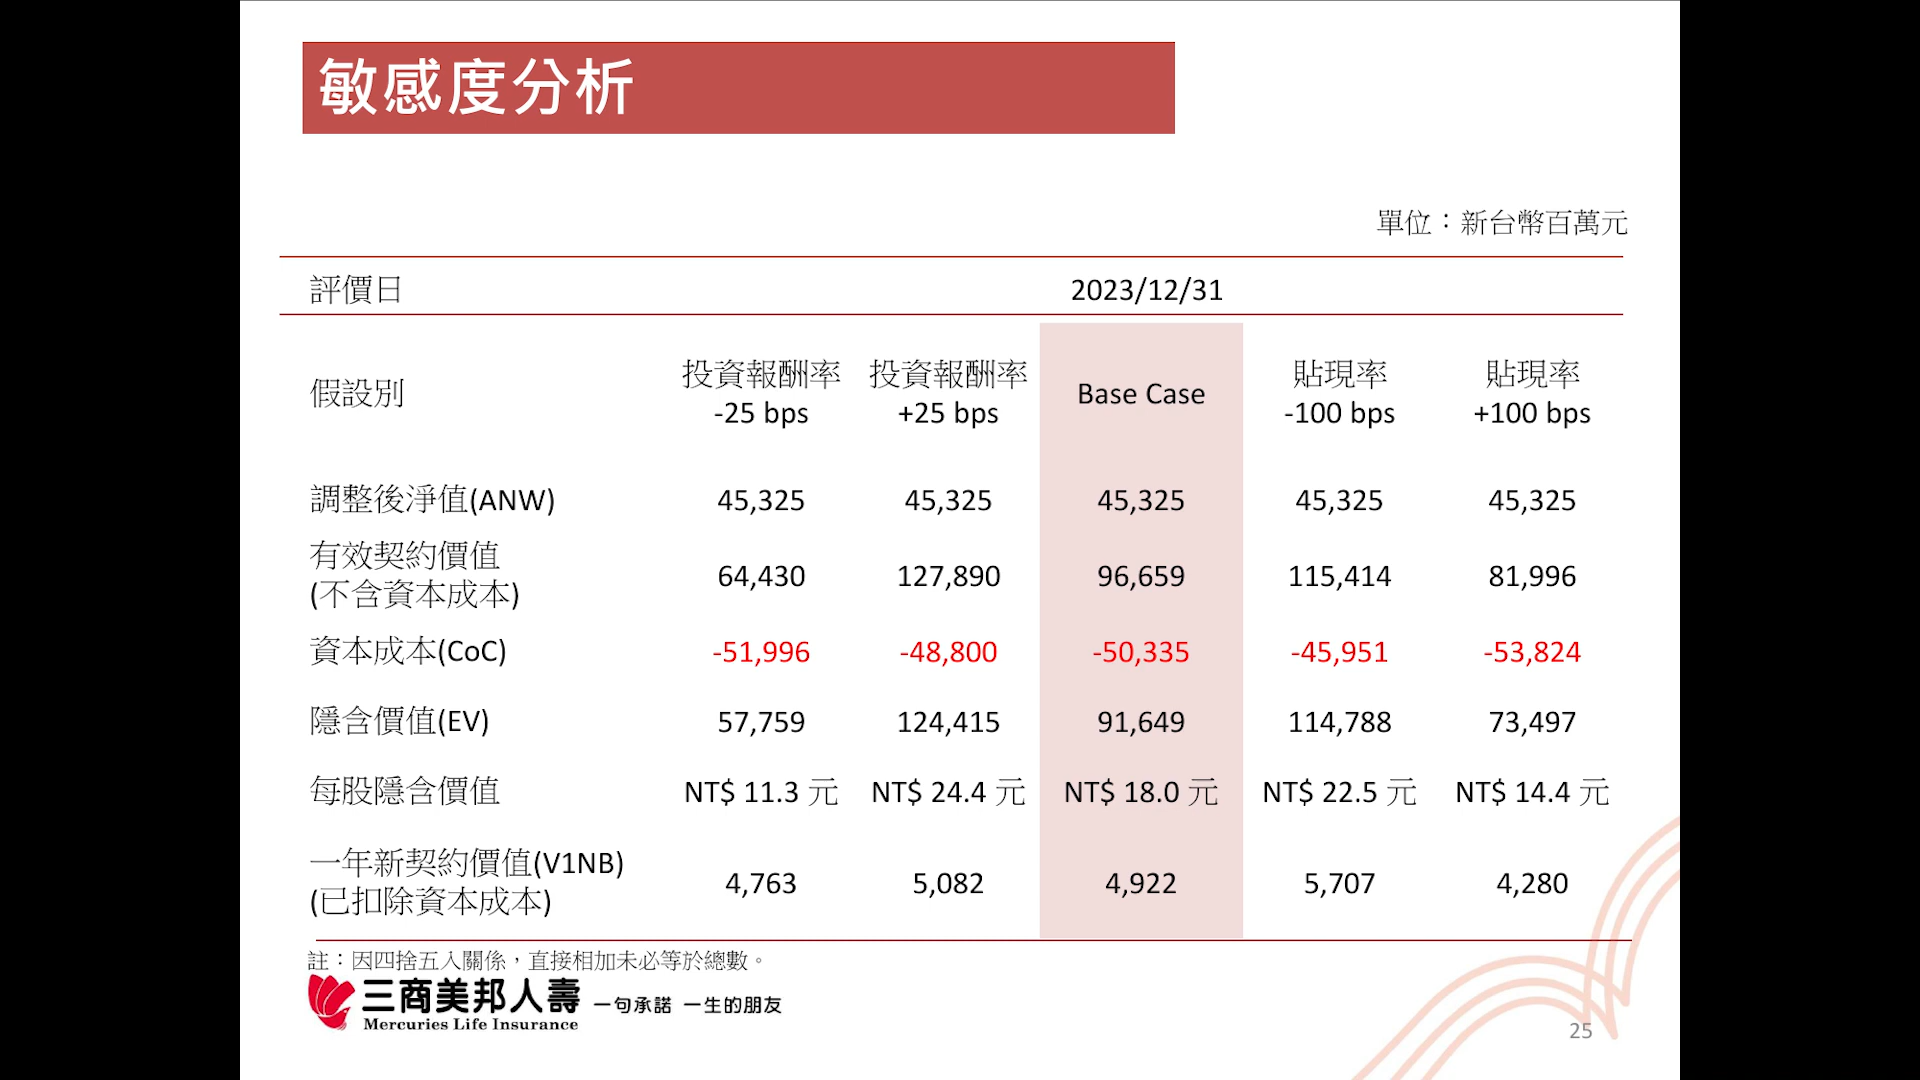 敏感度分析
單位：新台幣百萬元
評價日 2023/12/31
假設別 投資報酬率 -25 bps 投資報酬率 +25 bps Base Case 貼現率 -100 bps 貼現率 +100 bps
調整後淨值(ANW) 45,325 45,325 45,325 45,325 45,325
有效契約價值
(不含資本成本) 64,430 127,890 96,659 115,414 81,996
資本成本(CoC) -51,996 -48,800 -50,335 -45,951 -53,824
隱含價值(EV) 57,759 124,415 91,649 114,788 73,497
每股隱含價值 NT$ 11.3 元 NT$ 24.4 元 NT$ 18.0 元 NT$ 22.5 元 NT$ 14.4 元
一年新契約價值(V1NB)
(已扣除資本成本) 4,763 5,082 4,922 5,707 4,280
註：因四捨五入關係，直接相加未必等於總數。
三商美邦人壽 一句承諾 一生的朋友
Mercuries Life Insurance
25